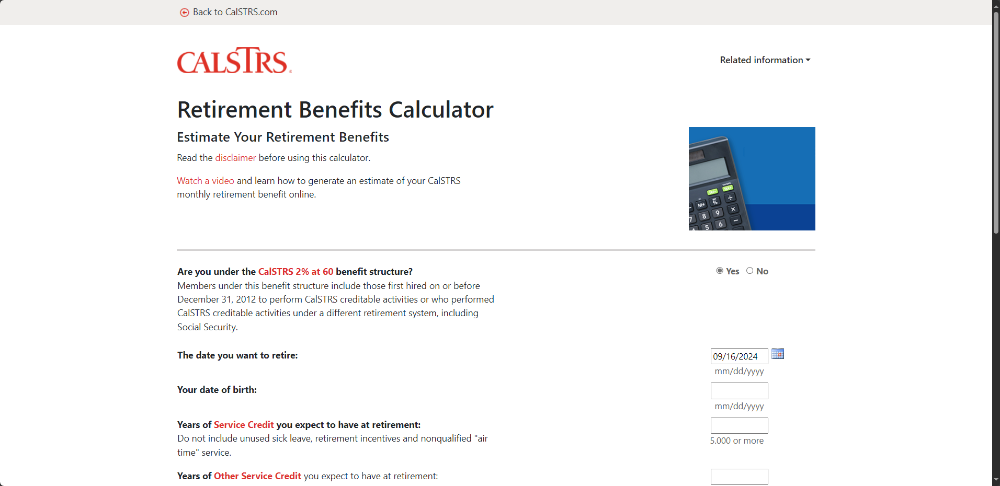 Back to CalSTRS.com
CALSTRS®
Related information
Retirement Benefits Calculator
Estimate Your Retirement Benefits
Read the disclaimer before using this calculator.
Watch a video and learn how to generate an estimate of your CalSTRS
monthly retirement benefit online.
M+
%
÷
7 8 9 ×
4 5 6 −
Are you under the CalSTRS 2% at 60 benefit structure?
Yes No
Members under this benefit structure include those first hired on or before
December 31, 2012 to perform CalSTRS creditable activities or who performed
CalSTRS creditable activities under a different retirement system, including
Social Security.
The date you want to retire:
09/16/2024
mm/dd/yyyy
Your date of birth:
mm/dd/yyyy
Years of Service Credit you expect to have at retirement:
Do not include unused sick leave, retirement incentives and nonqualified "air
time" service.
5.000 or more
Years of Other Service Credit you expect to have at retirement: